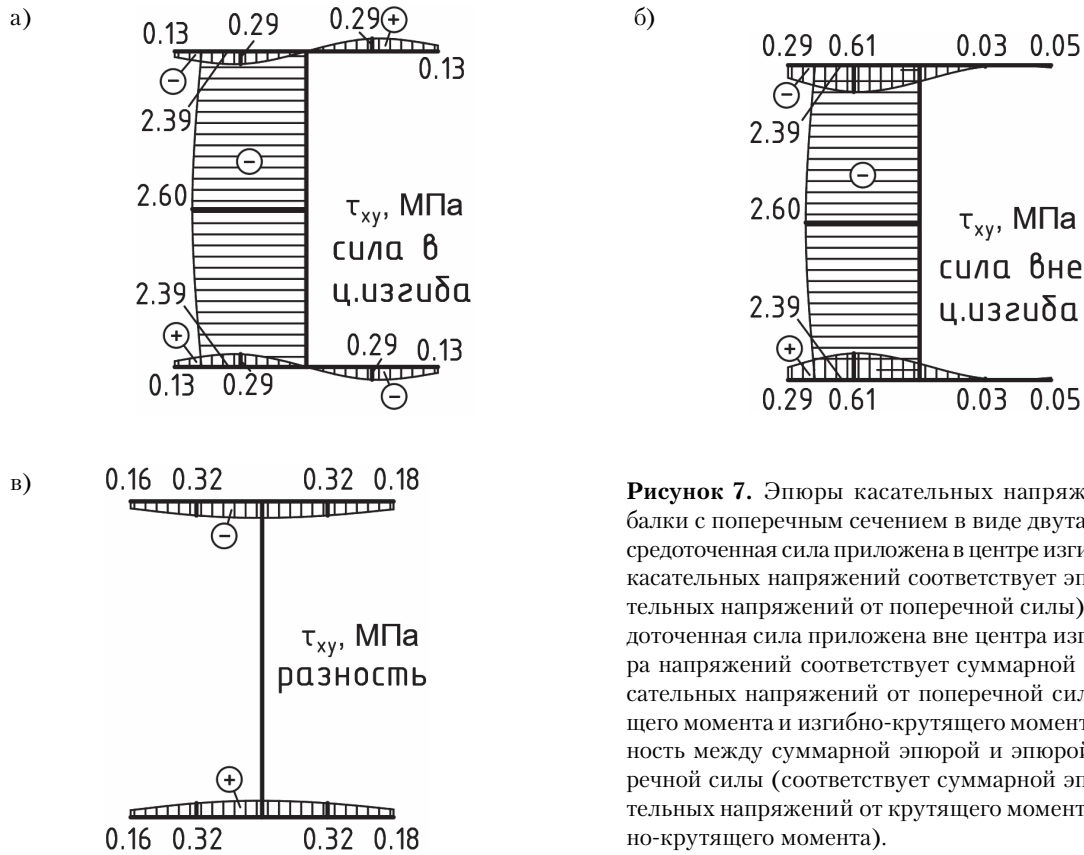 а)
0.13 0.29 0.29 +
−
0.13
2.39
−
2.60
τxy, МПа
сила в
ц.изгиба
2.39
+
0.29 0.13
0.13 0.29
−
б)
0.29 0.61 0.03 0.05
−
2.39
−
2.60
τxy, МПа
сила вне
ц.изгиба
2.39
+
0.29 0.61 0.03 0.05
в)
0.16 0.32 0.32 0.18
−
τxy, МПа
разность
+
0.16 0.32 0.32 0.18
Рисунок 7. Эпюры касательных напряж
балки с поперечным сечением в виде двута
средоточенная сила приложена в центре изги
касательных напряжений соответствует эп
тельных напряжений от поперечной силы)
доточенная сила приложена вне центра изг
ра напряжений соответствует суммарной
сательных напряжений от поперечной сил
щего момента и изгибно-крутящего момент
ность между суммарной эпюрой и эпюрой
речной силы (соответствует суммарной эп
тельных напряжений от крутящего момент
но-крутящего момента).